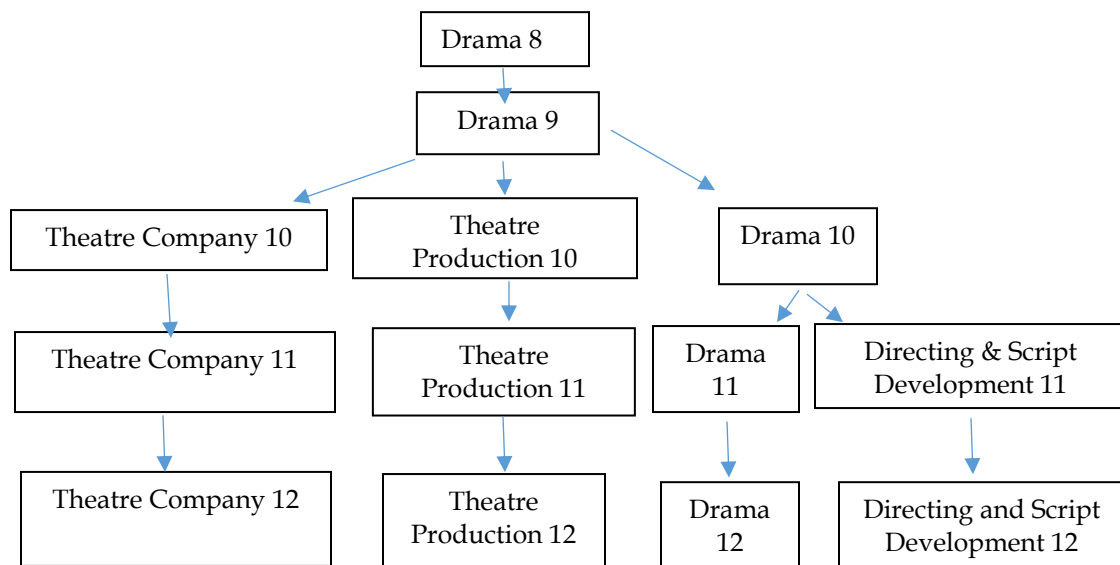 Drama 8
Drama 9
Theatre Company 10
Theatre
Production 10
Drama 10
Theatre Company 11
Theatre
Production 11
Drama
11
Directing & Script
Development 11
Theatre Company 12
Theatre
Production 12
Drama
12
Directing and Script
Development 12